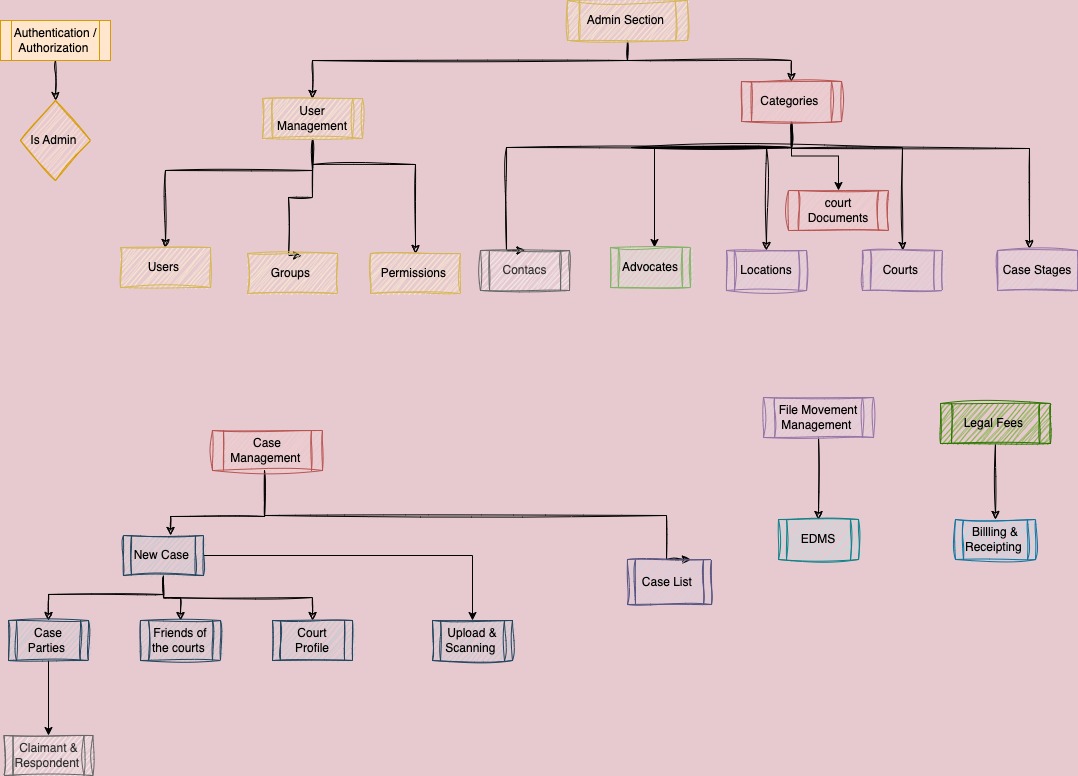 Admin Section
Authentication /
Authorization
Is Admin
User
Management
Categories
court
Documents
Users
Groups
Permissions
Contacs
Advocates
Locations
Courts
Case Stages
File Movement
Management
Legal Fees
Case
Management
New Case
EDMS
Billling &
Receipting
Case List
Case
Parties
Friends of
the courts
Court
Profile
Upload &
Scanning
Claimant &
Respondent